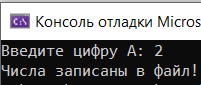 Консоль отладки Micros
Введите цифру А: 2
Числа записаны в файл!